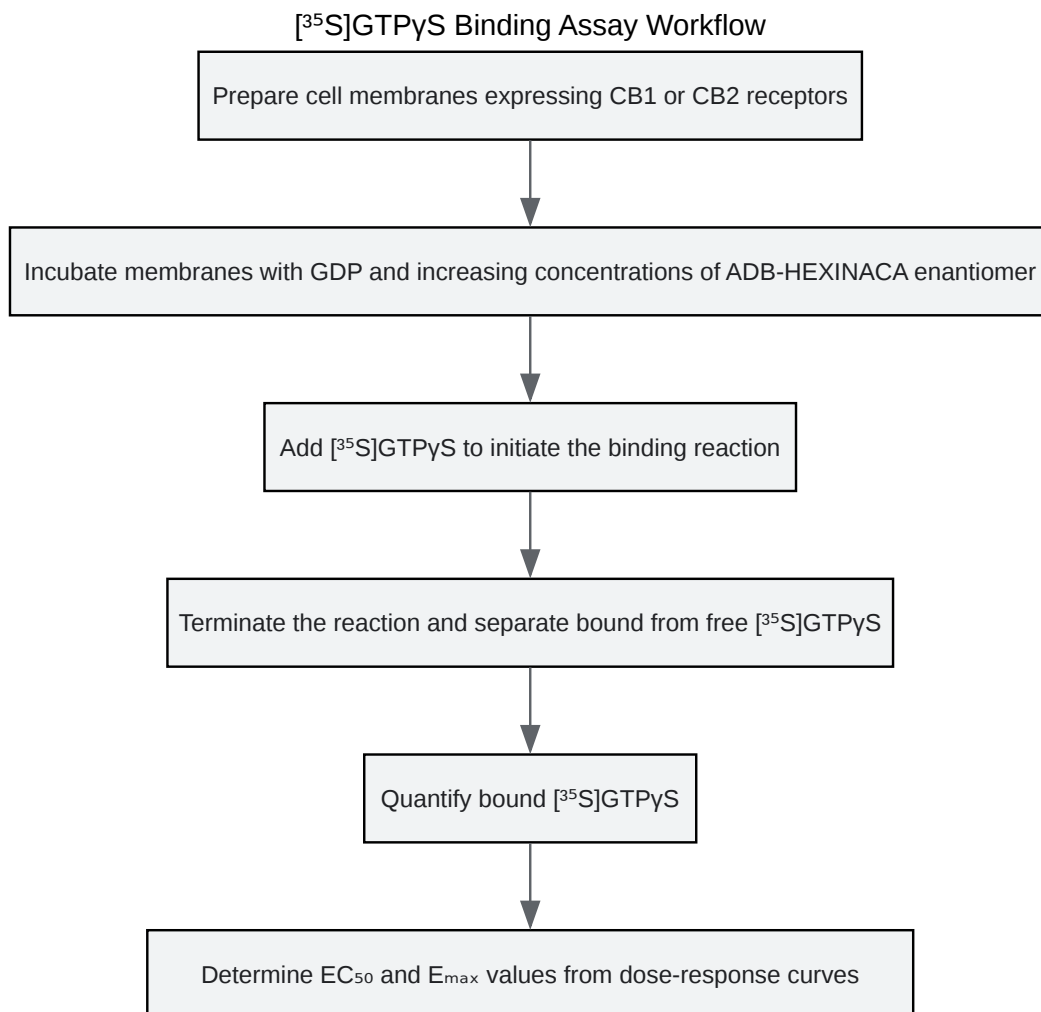 [³⁵S]GTPγS Binding Assay Workflow
Prepare cell membranes expressing CB1 or CB2 receptors
Incubate membranes with GDP and increasing concentrations of ADB-HEXINACA enantiomer
Add [³⁵S]GTPγS to initiate the binding reaction
Terminate the reaction and separate bound from free [³⁵S]GTPγS
Quantify bound [³⁵S]GTPγS
Determine EC₅₀ and Eₘₐₓ values from dose-response curves